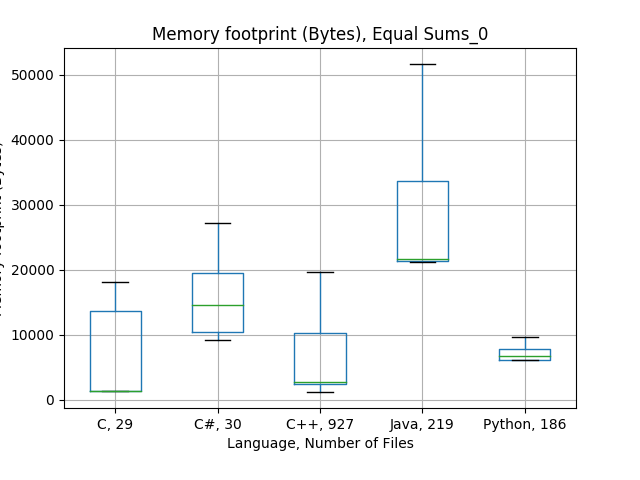 Memory footprint (Bytes), Equal Sums_0
50000
40000
30000
20000
10000
0
C, 29
C#, 30
C++, 927
Java, 219
Python, 186
Language, Number of Files